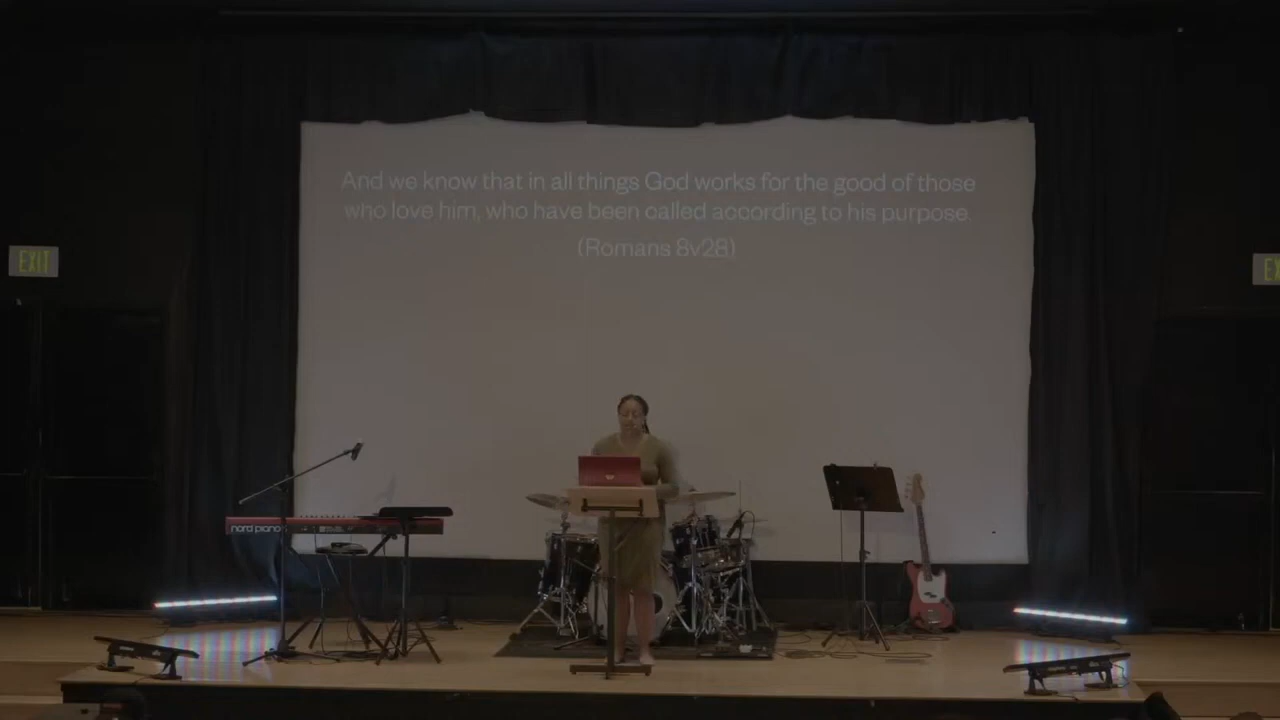 And we know that in all things God works for the good of those
who love him, who have been called according to his purpose.
(Romans 8v28)
EXIT
EX
nord piano